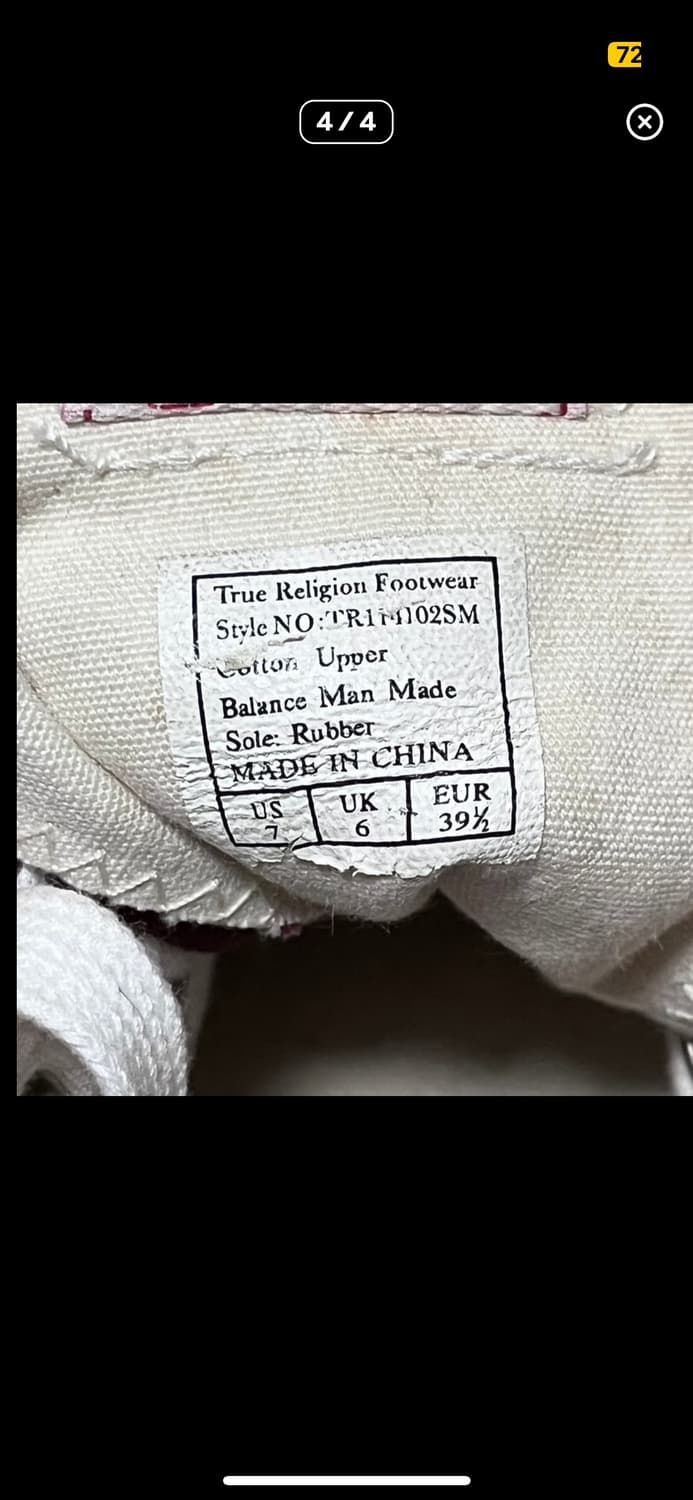 72
4/4
True Religion Footwear
Style NO:
Cotton Upper
Balance Man Made
Sole: Rubber
MADE IN CHINA
US UK EUR
7 6 39½